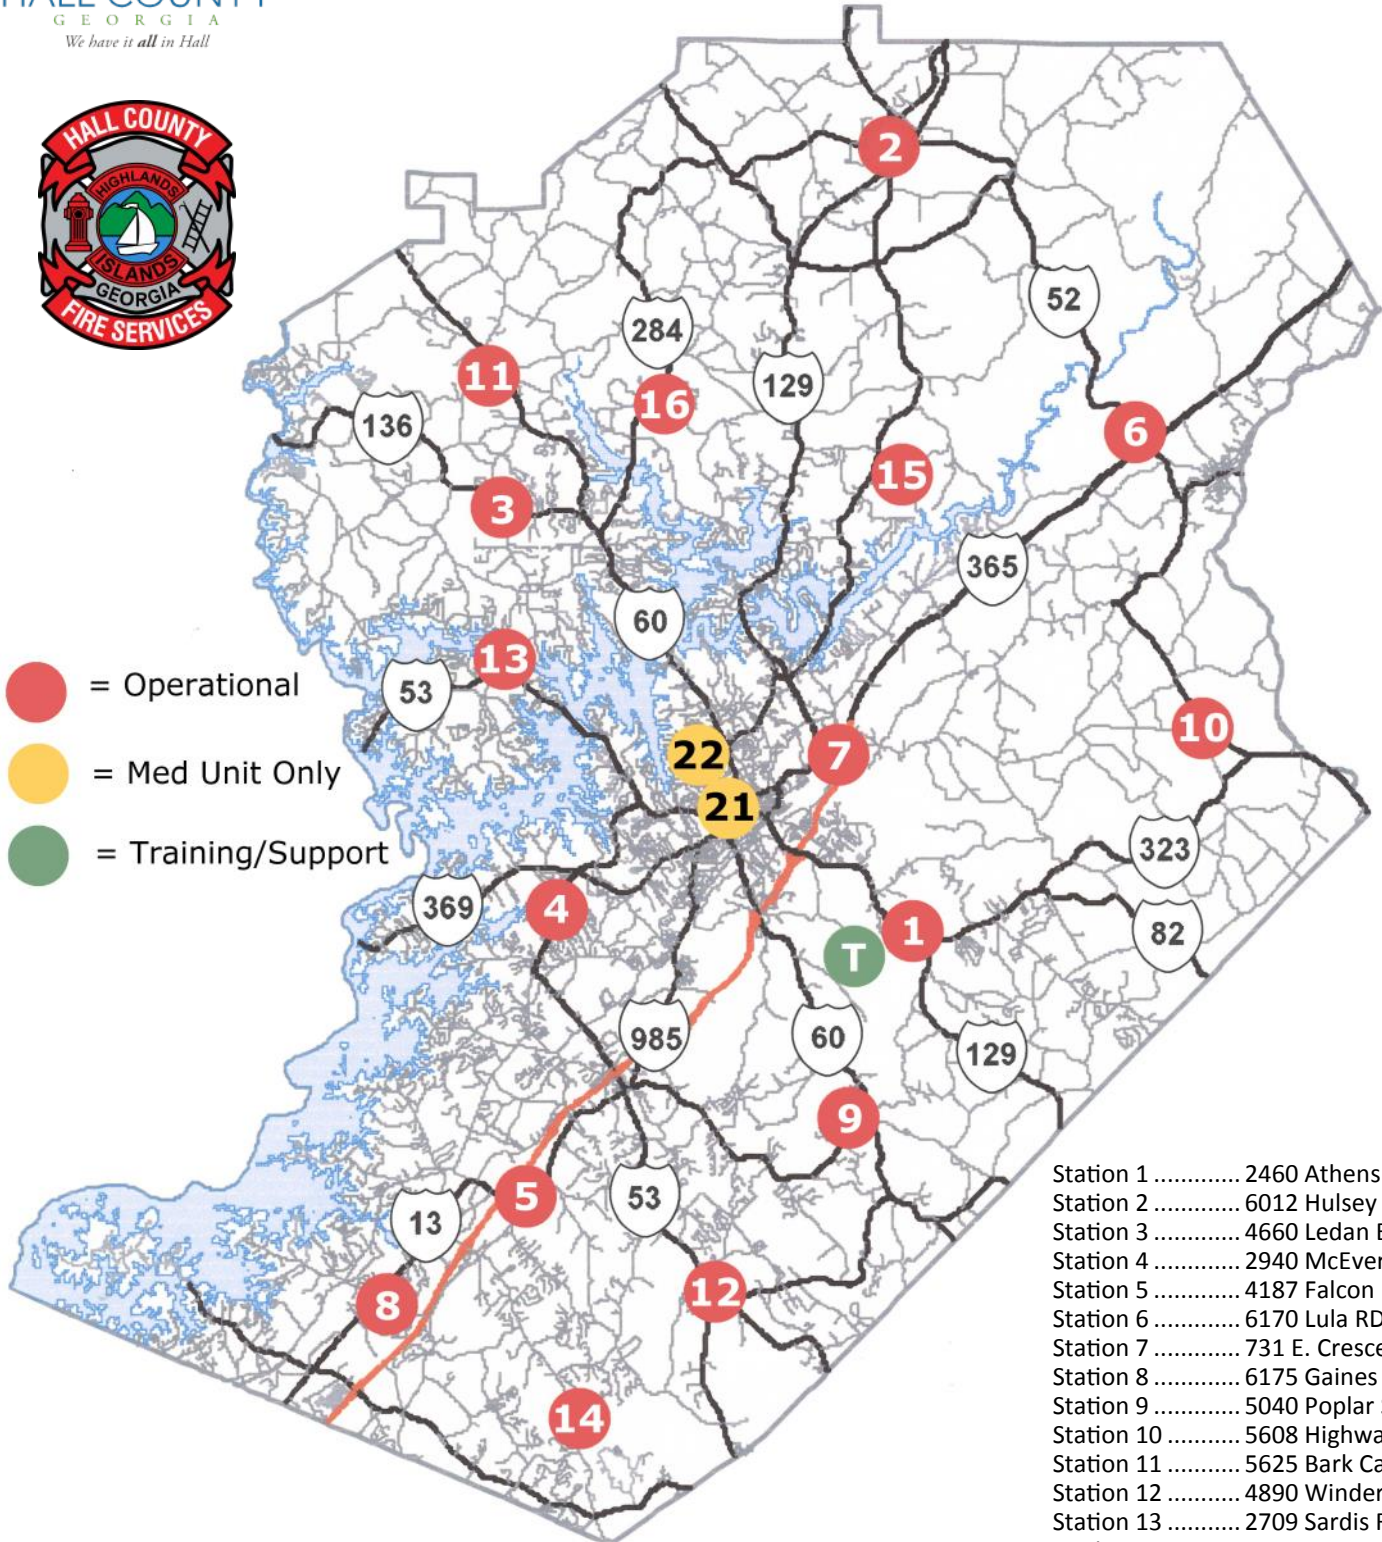 HALL COUNTY
GEORGIA
We have it all in Hall
HALL COUNTY
HIGHLANDS
ISLANDS
GEORGIA
FIRE SERVICES
= Operational
= Med Unit Only
= Training/Support
2
52
284
11
129
16
136
6
15
3
365
60
13
53
10
22
7
21
323
369
4
1
82
T
985
60
129
9
5
53
13
12
8
14
Station 1 ............. 2460 Athens
Station 2 ............. 6012 Hulsey
Station 3 ............. 4660 Ledan
Station 4 ............. 2940
Station 5 ............. 4187 Falcon
Station 6 ............. 6170 Lula RD
Station 7 ............. 731 E.
Station 8 ............. 6175 Gaines
Station 9 ............. 5040 Poplar
Station 10 ........... 5608
Station 11 ........... 5625 Bark
Station 12 ........... 4890 Winder
Station 13 ........... 2709 Sardis